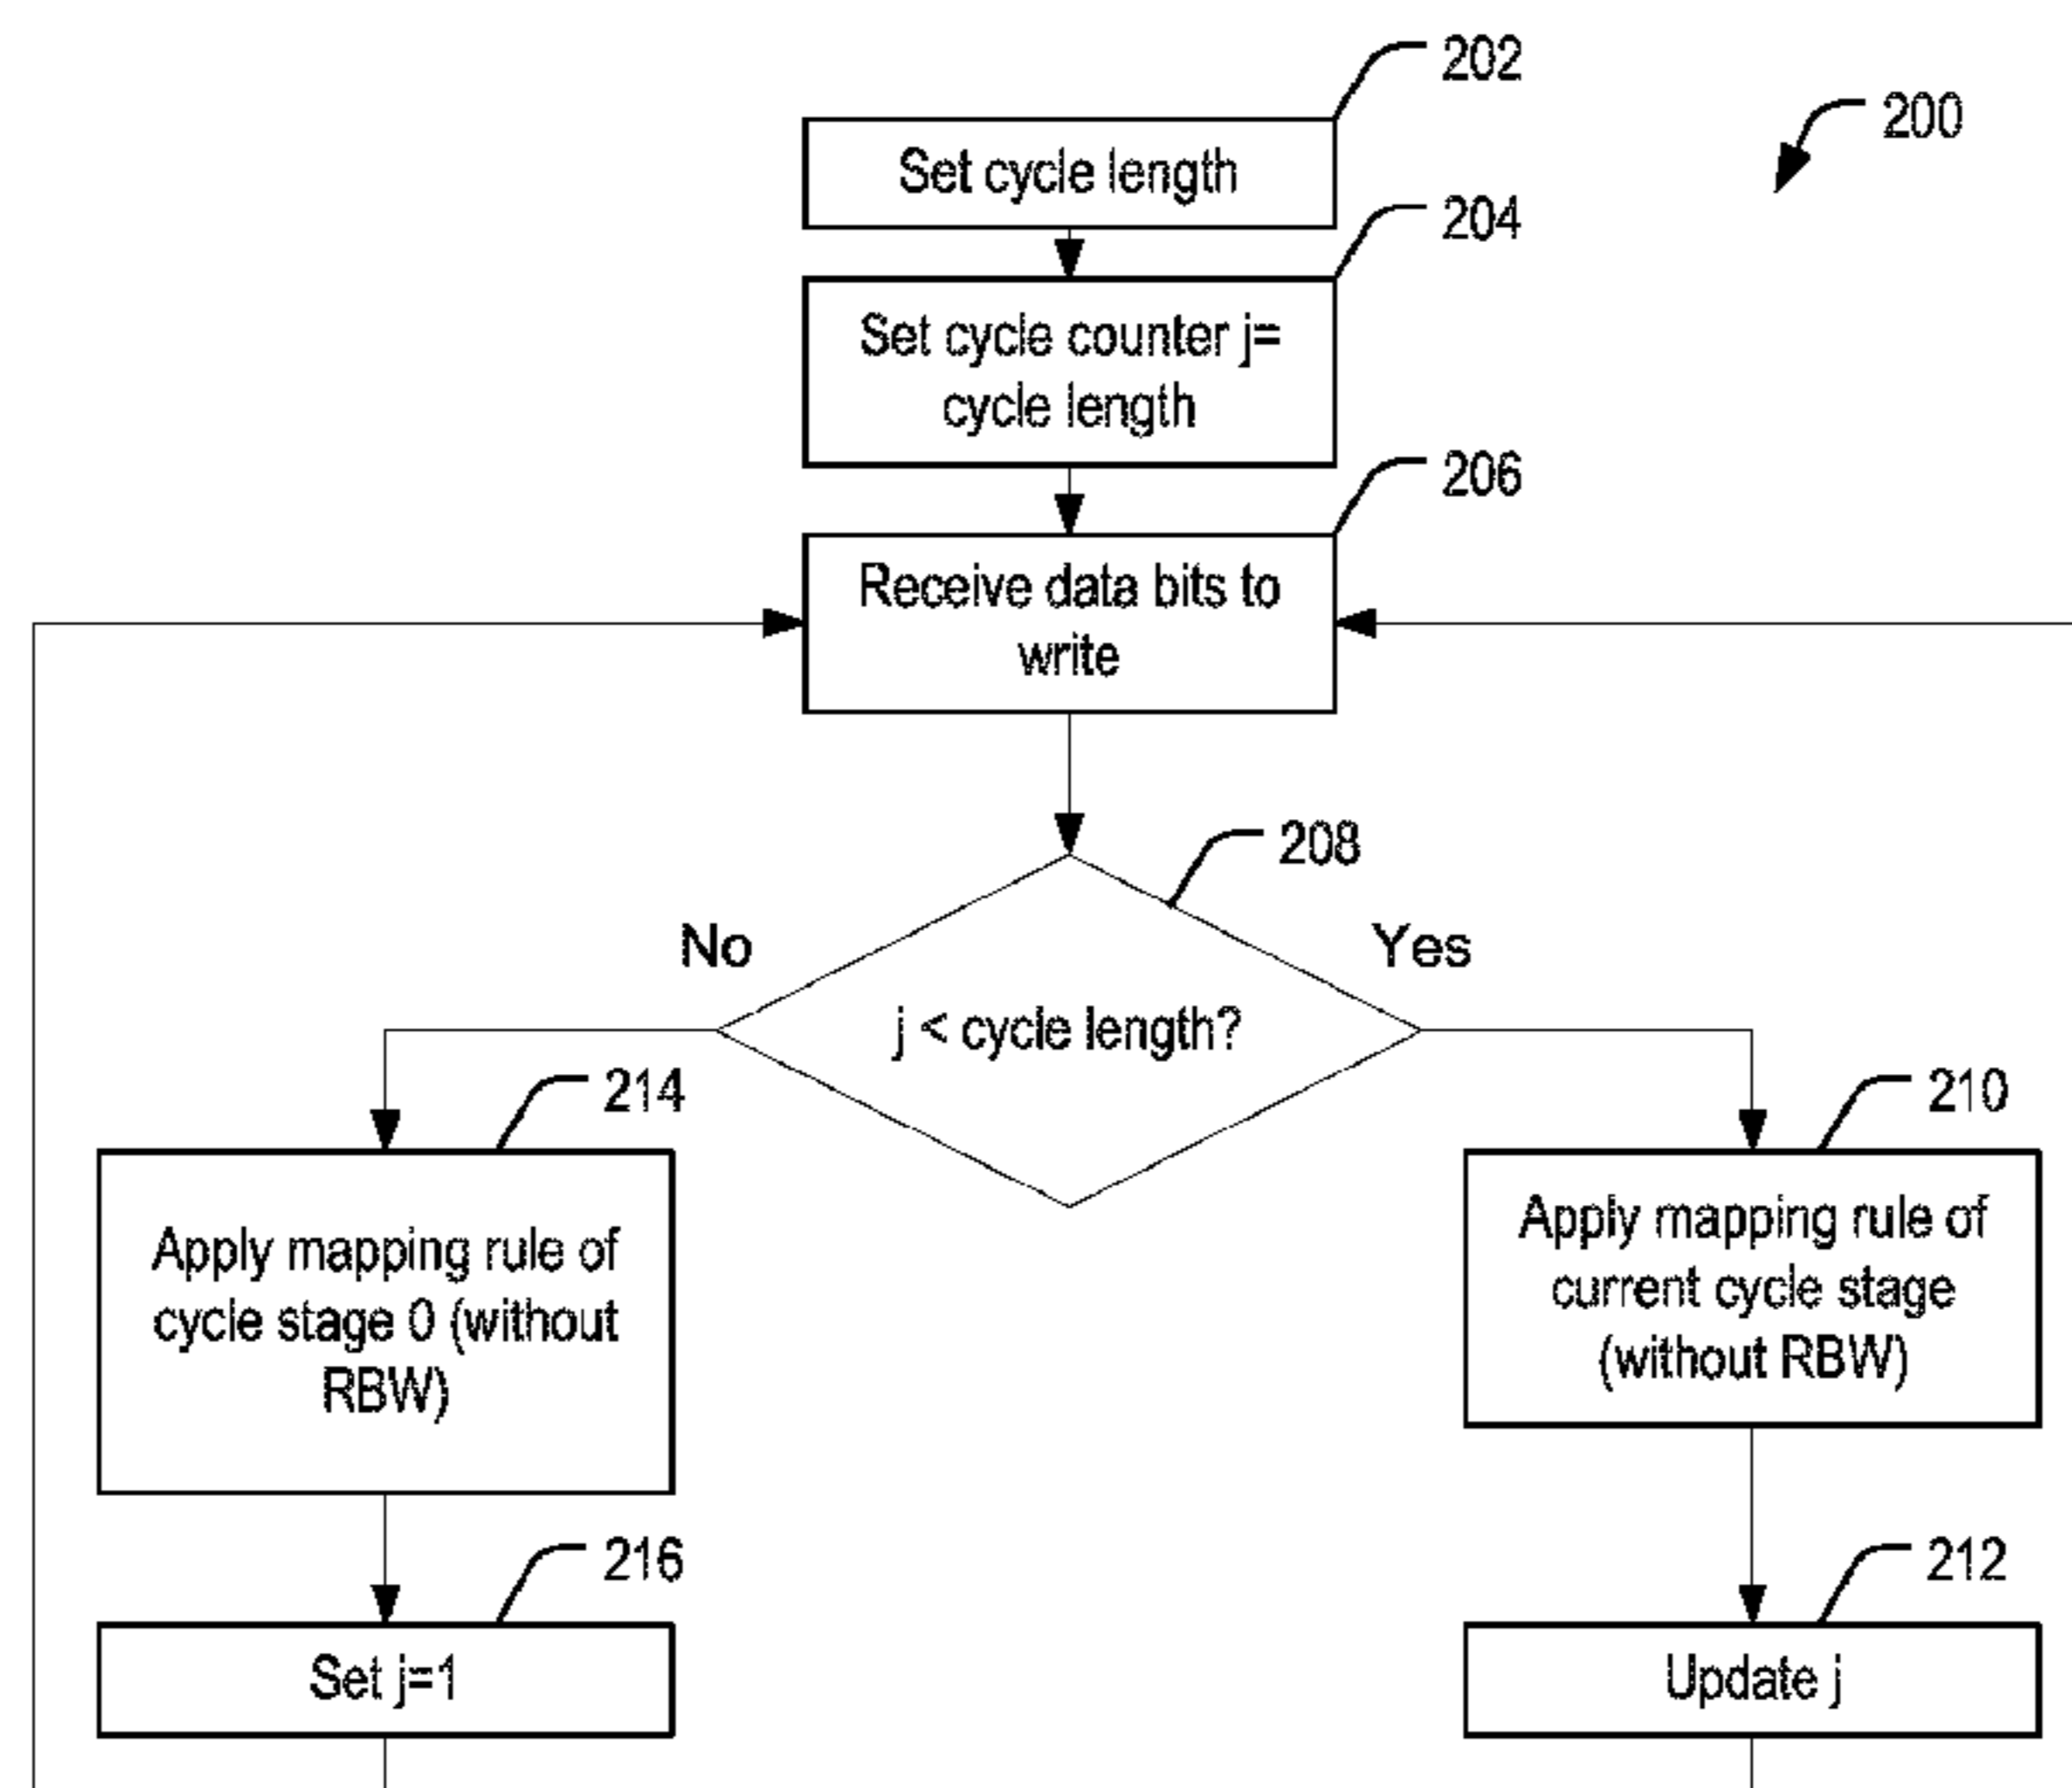 202
200
Set cycle length
204
Set cycle counter j=
cycle length
206
Receive data bits to
write
208
No
Yes
j < cycle length?
214
210
Apply mapping rule of
cycle stage 0 (without
RBW)
Apply mapping rule of
current cycle stage
(without RBW)
216
212
Set j=1
Update j